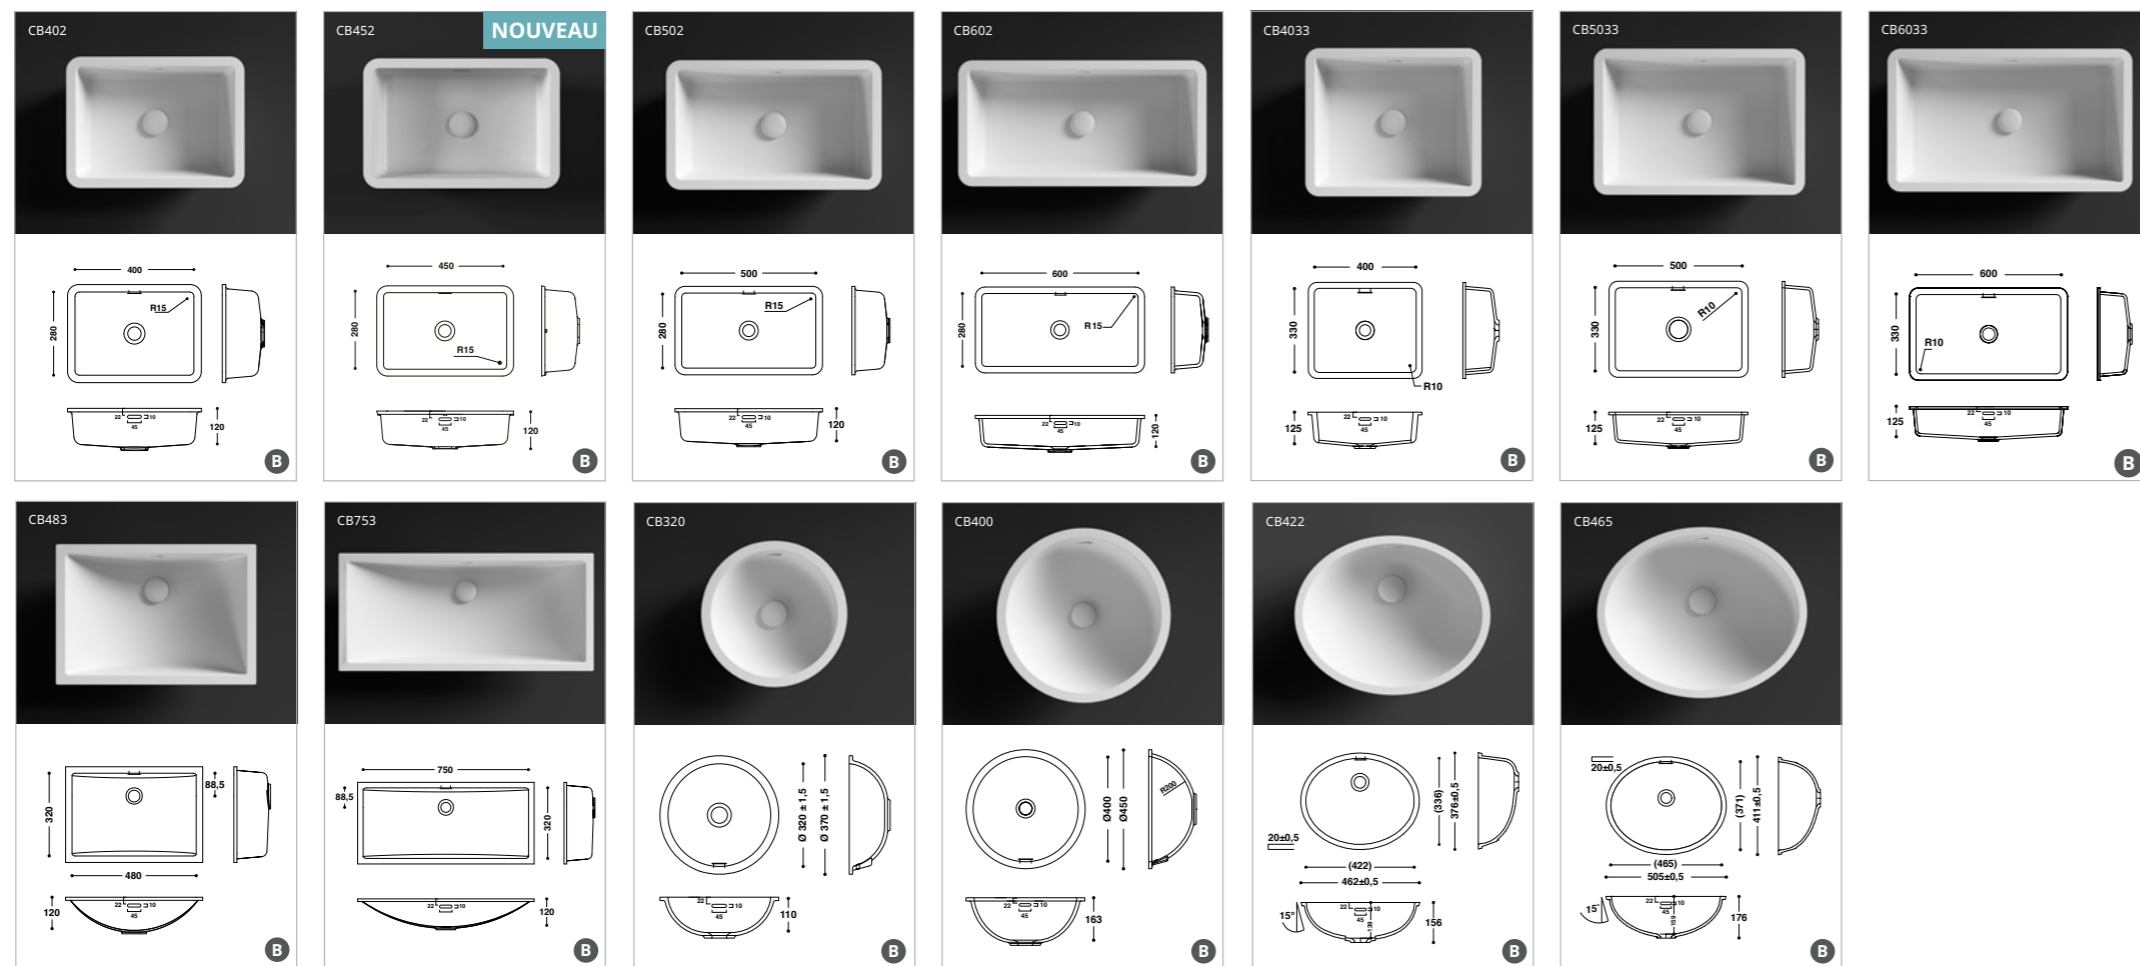 CB402
400
280
R15
22
10
45
120
B
CB452
NOUVEAU
450
280
R15
22
10
45
120
B
CB502
500
280
R15
22
10
45
120
B
CB602
600
280
R15
22
10
45
120
B
CB4033
400
330
R10
22
10
45
125
B
CB5033
500
330
R10
22
10
45
125
B
CB6033
600
330
R10
22
10
45
125
B
CB483
88,5
320
480
22
10
45
120
B
CB753
750
88,5
320
22
10
45
120
B
CB320
Ø 320 ± 1,5
Ø 370 ± 1,5
22
10
45
110
B
CB400
Ø400
Ø450
R200
22
10
45
163
B
CB422
(336)
376±0,5
20±0,5
(422)
462±0,5
15°
22
10
45
139
156
B
CB465
20±0,5
(371)
411±0,5
(465)
505±0,5
15°
22
10
45
159
176
B